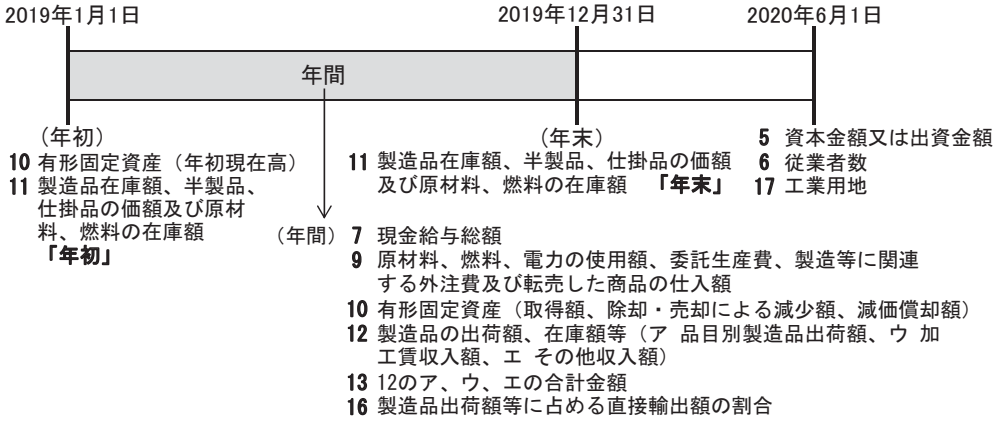 2019年1月1日
2019年12月31日
2020年6月1日
年間
(年初)
10 有形固定資産(年初現在高)
11 製造品在庫額、半製品、
仕掛品の価額及び原材
料、燃料の在庫額
「年初」
(年末)
11 製造品在庫額、半製品、仕掛品の価額
及び原材料、燃料の在庫額 「年末」
5 資本金額又は出資金額
6 従業者数
17 工業用地
(年間) 7 現金給与総額
9 原材料、燃料、電力の使用額、委託生産費、製造等に関連
する外注費及び転売した商品の仕入額
10 有形固定資産(取得額、除却・売却による減少額、減価償却額)
12 製造品の出荷額、在庫額等(ア 品目別製造品出荷額、ウ 加
工賃収入額、エ その他収入額)
13 12のア、ウ、エの合計金額
16 製造品出荷額等に占める直接輸出額の割合